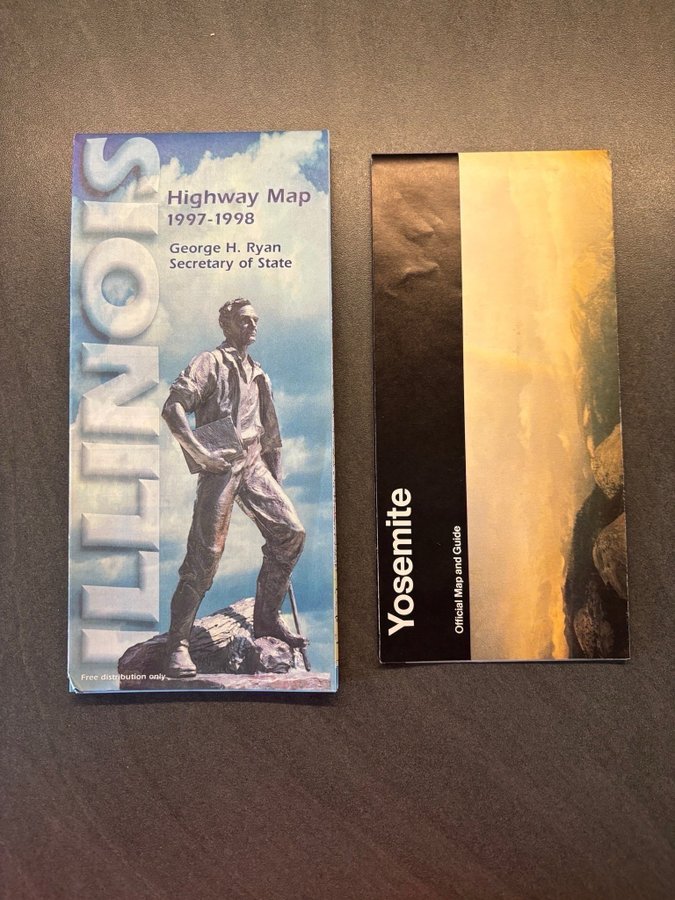 ILLINOIS
Highway Map
1997-1998
George H. Ryan
Secretary of State
Free distribution only
Yosemite
Official Map and Guide